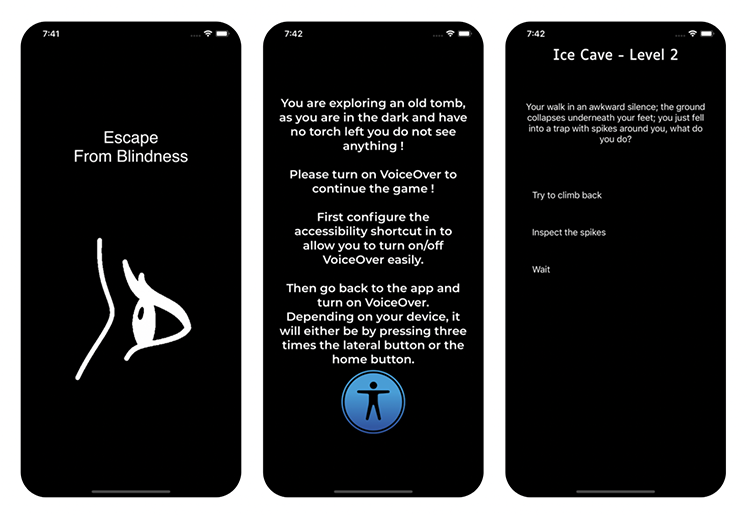 7:41
Escape
From Blindness
7:42
You are exploring an old tomb,
as you are in the dark and have
no torch left you do not see
anything !
Please turn on VoiceOver to
continue the game !
First configure the
accessibility shortcut in to
allow you to turn on/off
VoiceOver easily.
Then go back to the app and
turn on VoiceOver.
Depending on your device, it
will either be by pressing three
times the lateral button or the
home button.
7:42
Ice Cave - Level 2
Your walk in an awkward silence; the ground
collapses underneath your feet; you just fell
into a trap with spikes around you, what do
you do?
Try to climb back
Inspect the spikes
Wait